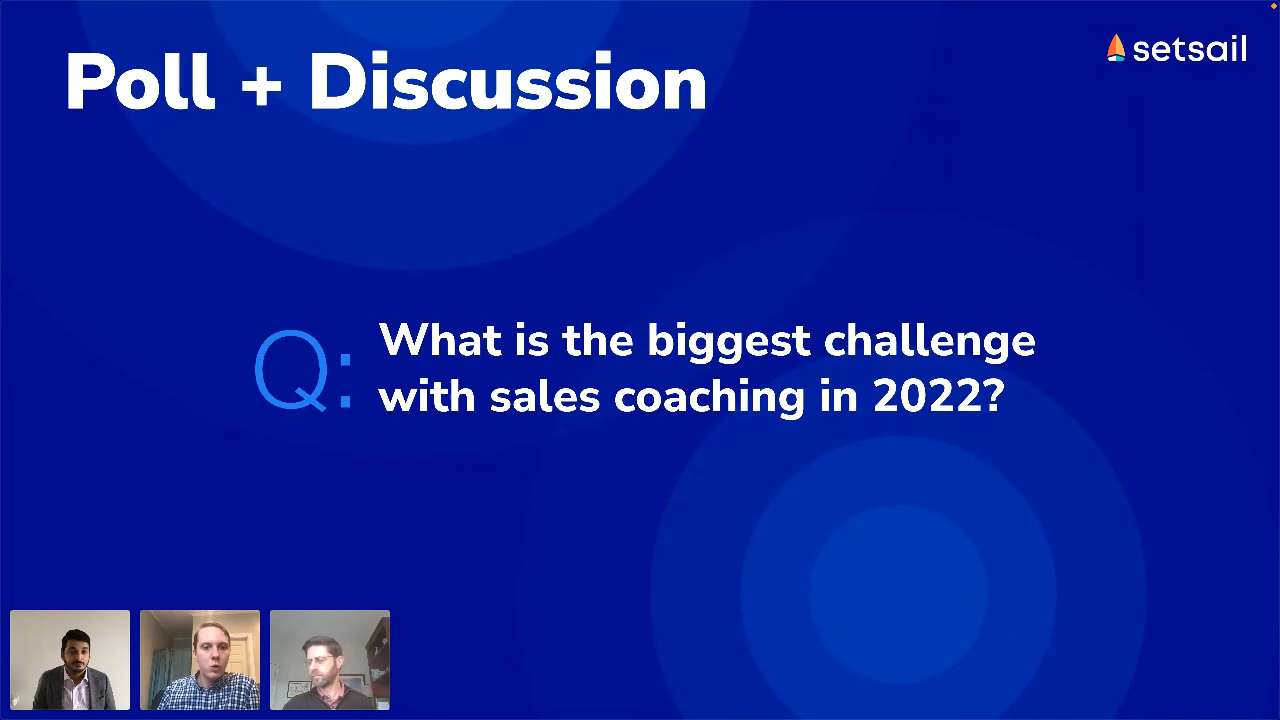 Poll + Discussion
setsail
Q:
What is the biggest challenge
with sales coaching in 2022?